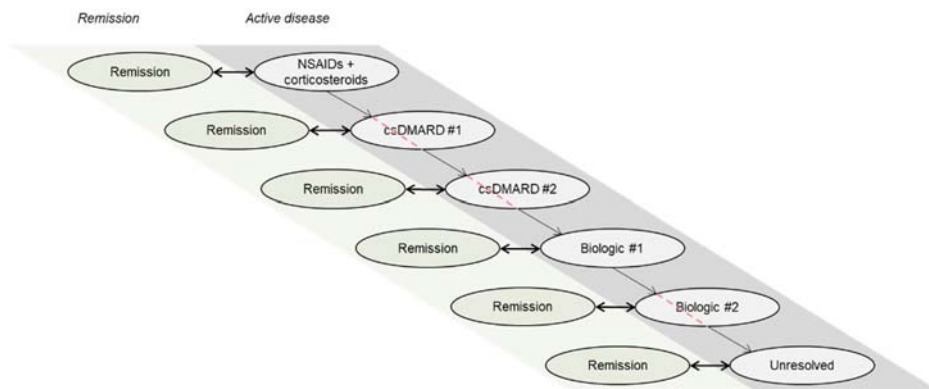 Remission
Active disease
Remission
NSAIDs +
corticosteroids
Remission
csDMARD #1
Remission
csDMARD #2
Remission
Biologic #1
Remission
Biologic #2
Remission
Unresolved